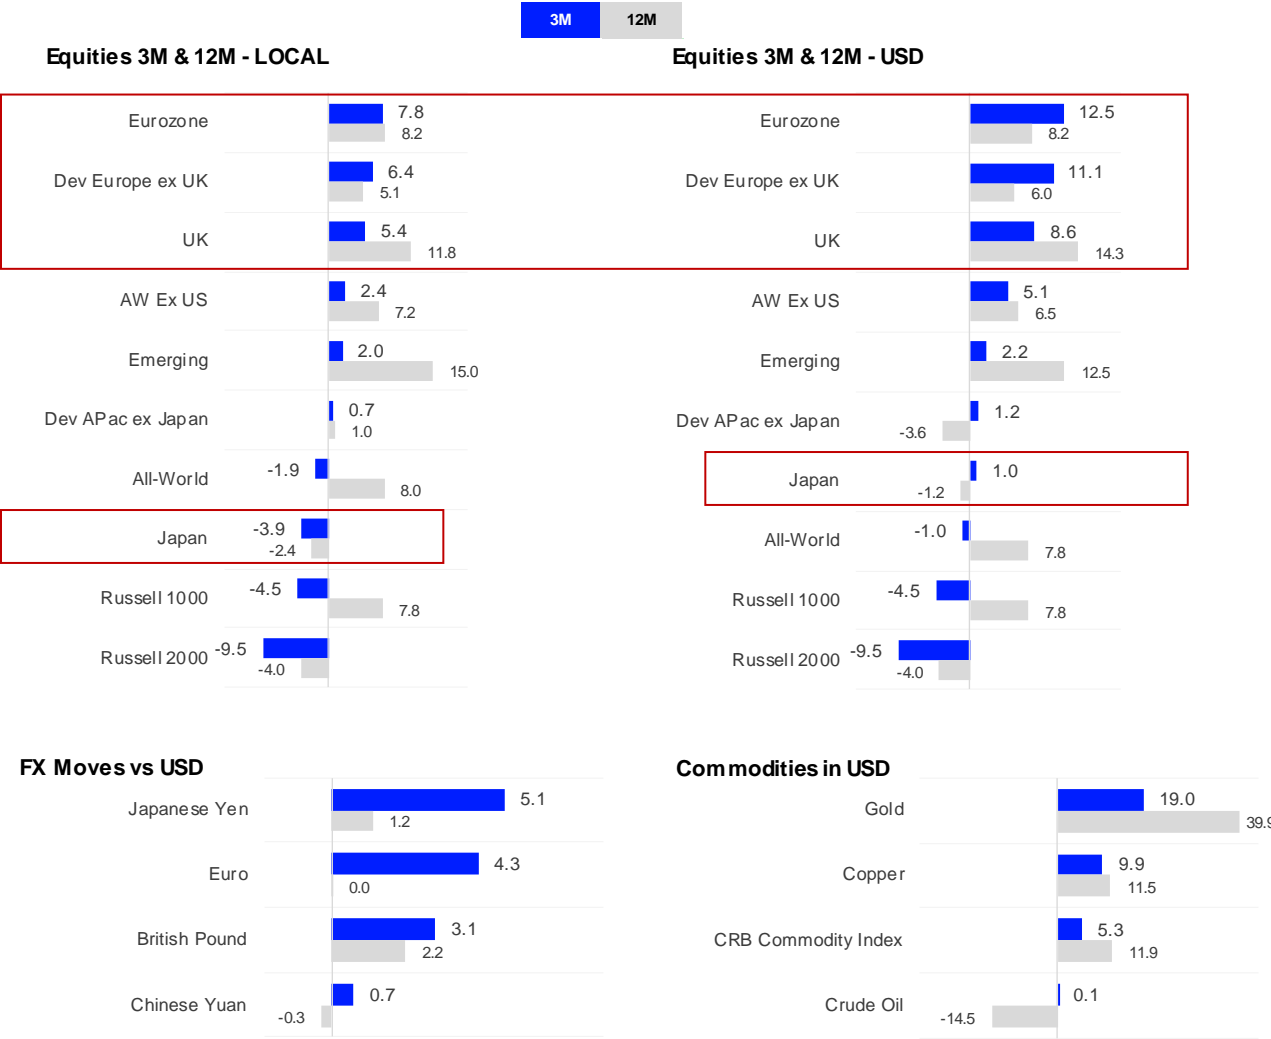 3M 12M
Equities 3M & 12M - LOCAL
Eurozone 7.8
8.2
Dev Europe ex UK 6.4
5.1
UK 5.4
11.8
AW Ex US 2.4
7.2
Emerging 2.0
15.0
Dev APac ex Japan 0.7
1.0
All-World -1.9
8.0
Japan -3.9
-2.4
Russell 1000 -4.5
7.8
Russell 2000 -9.5
-4.0
Equities 3M & 12M - USD
Eurozone 12.5
8.2
Dev Europe ex UK 11.1
6.0
UK 8.6
14.3
AW Ex US 5.1
6.5
Emerging 2.2
12.5
Dev APac ex Japan 1.2
-3.6
Japan 1.0
-1.2
All-World -1.0
7.8
Russell 1000 -4.5
7.8
Russell 2000 -9.5
-4.0
FX Moves vs USD
Japanese Yen 5.1
1.2
Euro 4.3
0.0
British Pound 3.1
2.2
Chinese Yuan 0.7
-0.3
Commodities in USD
Gold 19.0
39.9
Copper 9.9
11.5
CRB Commodity Index 5.3
11.9
Crude Oil 0.1
-14.5